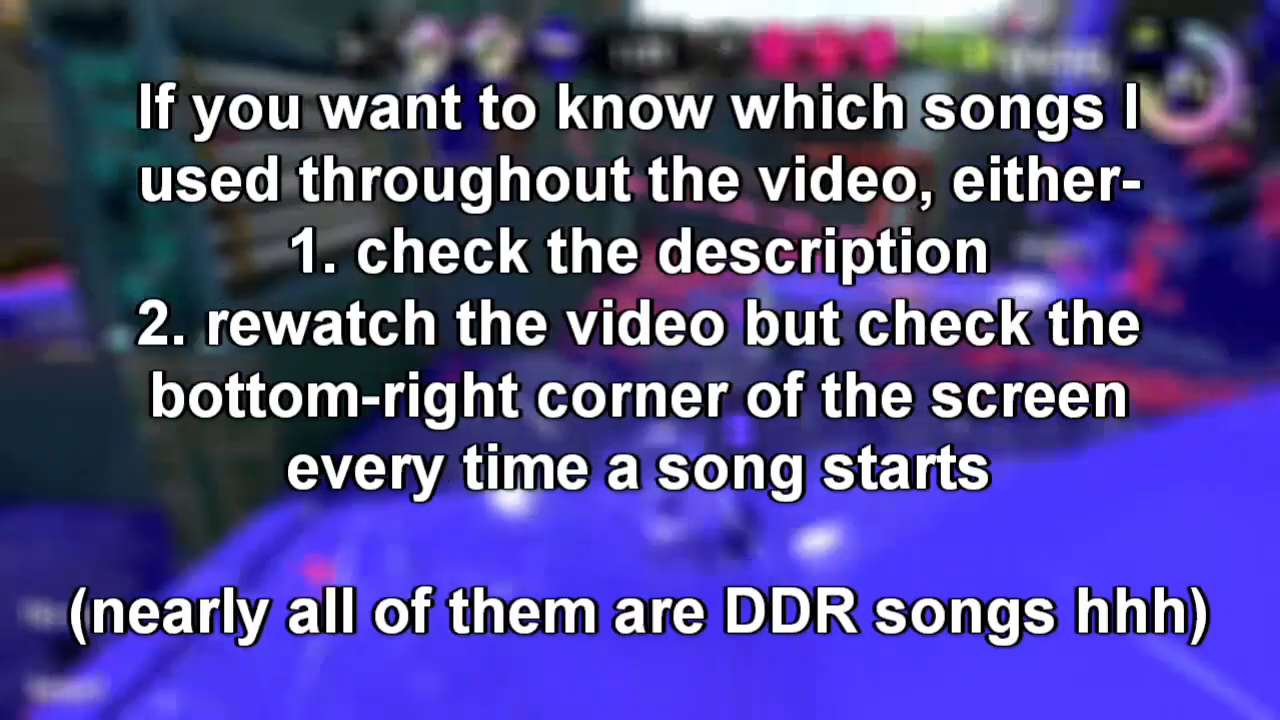 If you want to know which songs I
used throughout the video, either-
1. check the description
2. rewatch the video but check the
bottom-right corner of the screen
every time a song starts
(nearly all of them are DDR songs hhh)